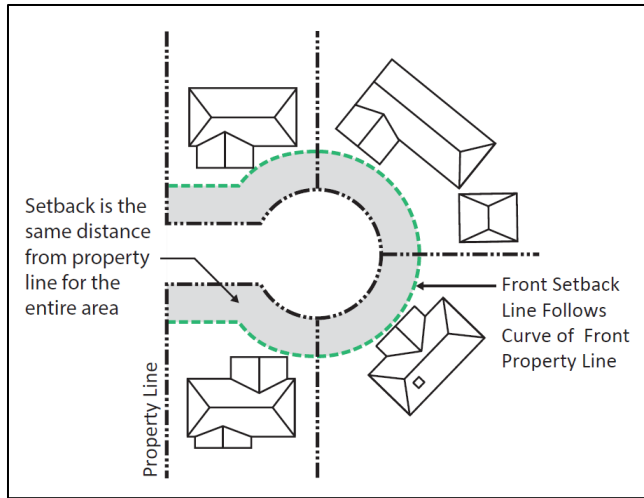 Setback is the
same distance
from property
line for the
entire area
Front Setback
Line Follows
Curve of Front
Property Line
Property Line